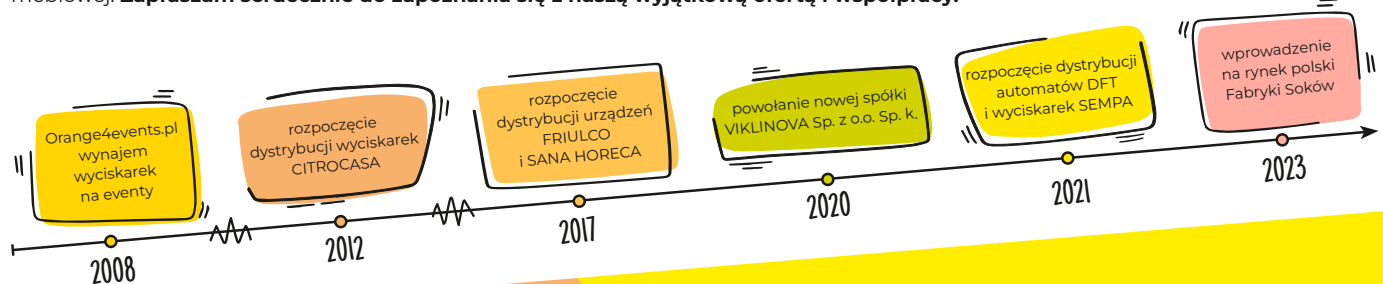 meblowej. Zapraszam serdecznie do zapoznania się z naszą wyjątkową ofertą i współpracy.
Orange4events.pl
wynajem
wyciskarek
na eventy
2008
rozpoczęcie
dystrybucji wyciskarek
CITROCASA
2012
rozpoczęcie
dystrybucji urządzeń
FRIULCO
i SANA HORECA
2017
powołanie nowej spółki
VIKLINOVA Sp. z o.o. Sp. k.
2020
rozpoczęcie dystrybucji
automatów DFT
i wyciskarek SEMPA
2021
wprowadzenie
na rynek polski
Fabryki Soków
2023